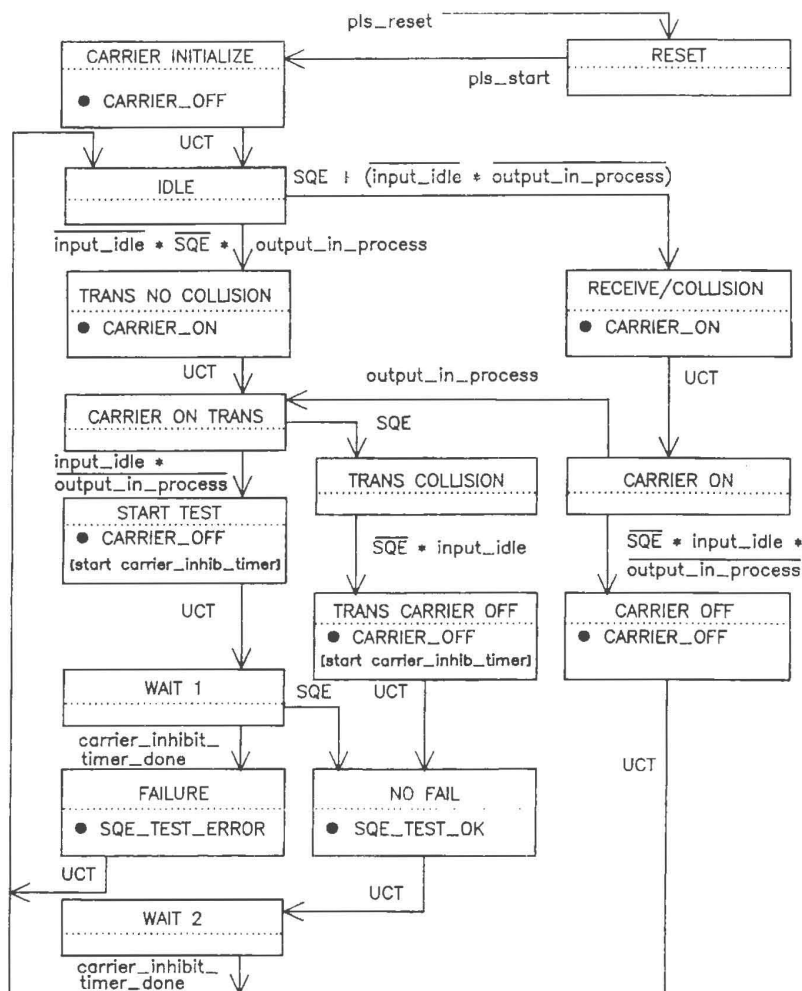 pls_reset
CARRIER INITIALIZE
RESET
pls_start
● CARRIER_OFF
UCT
IDLE
SQE + (input_idle * output_in_process)
input_idle * SQE * output_in_process
TRANS NO COLLISION
RECEIVE/COLLISION
● CARRIER_ON
● CARRIER_ON
UCT
output_in_process
UCT
CARRIER ON TRANS
SQE
input_idle *
output_in_process
TRANS COLLISION
CARRIER ON
START TEST
● CARRIER_OFF
[start carrier_inhib_timer]
SQE * input_idle
SQE * input_idle *
output_in_process
UCT
TRANS CARRIER OFF
CARRIER OFF
● CARRIER_OFF
● CARRIER_OFF
[start carrier_inhib_timer]
WAIT 1
SQE
UCT
carrier_inhibit_
timer_done
UCT
FAILURE
NO FAIL
● SQE_TEST_ERROR
● SQE_TEST_OK
UCT
UCT
WAIT 2
carrier_inhibit_
timer_done